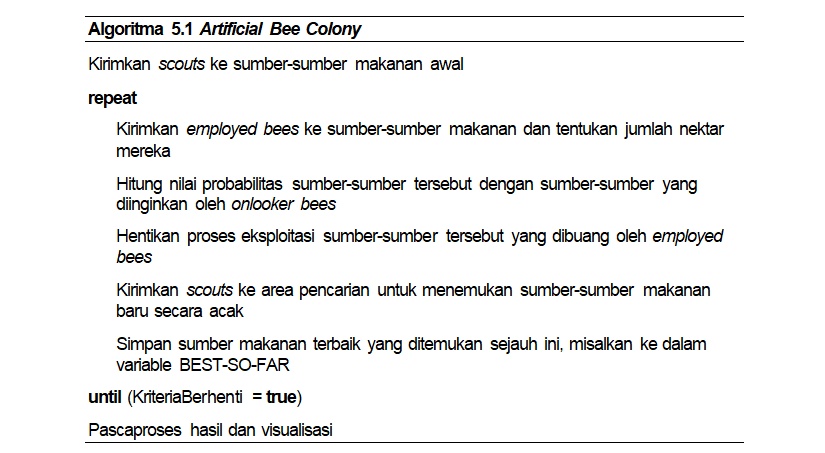 Algoritma 5.1 Artificial Bee Colony
Kirimkan scouts ke sumber-sumber makanan awal
repeat
Kirimkan employed bees ke sumber-sumber makanan dan tentukan jumlah nektar
mereka
Hitung nilai probabilitas sumber-sumber tersebut dengan sumber-sumber yang
diinginkan oleh onlooker bees
Hentikan proses eksploitasi sumber-sumber tersebut yang dibuang oleh employed
bees
Kirimkan scouts ke area pencarian untuk menemukan sumber-sumber makanan
baru secara acak
Simpan sumber makanan terbaik yang ditemukan sejauh ini, misalkan ke dalam
variable BEST-SO-FAR
until (KriteriaBerhenti = true)
Pascaproses hasil dan visualisasi